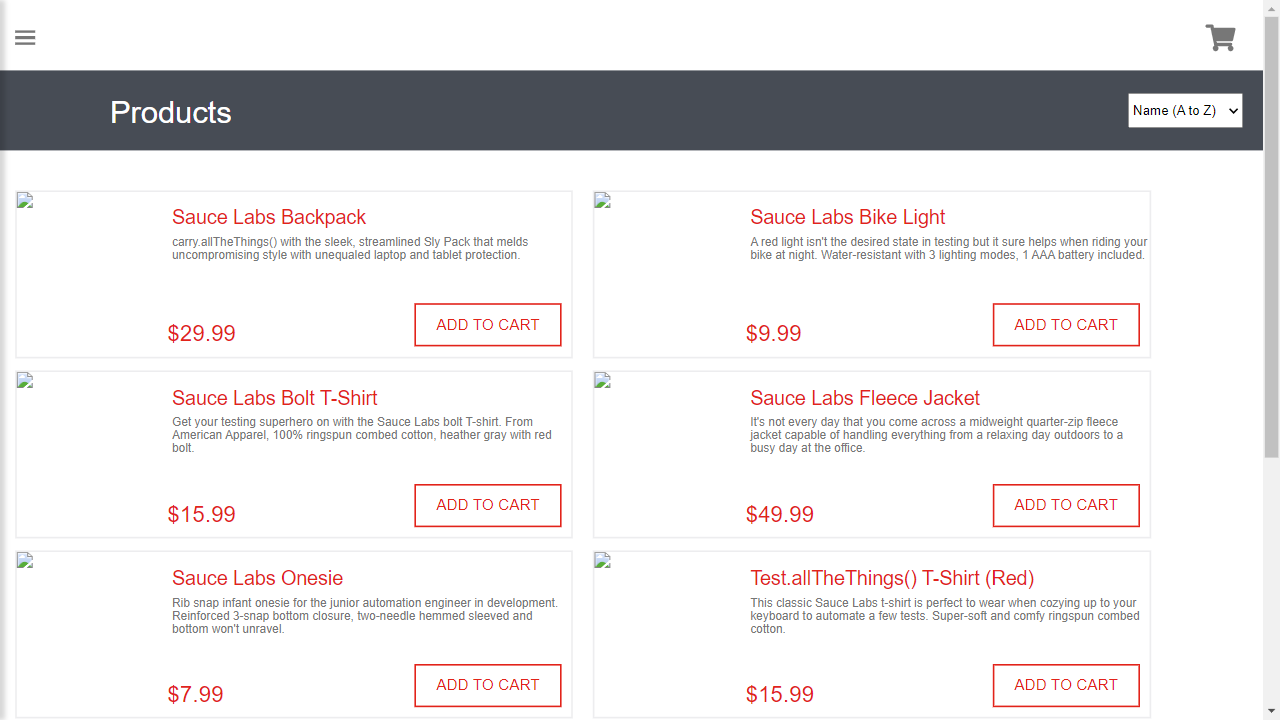 Products
Name (A to Z)
Sauce Labs Backpack
carry.allTheThings() with the sleek, streamlined Sly Pack that melds
uncompromising style with unequaled laptop and tablet protection.
$29.99
ADD TO CART
Sauce Labs Bike Light
A red light isn't the desired state in testing but it sure helps when riding your
bike at night. Water-resistant with 3 lighting modes, 1 AAA battery included.
$9.99
ADD TO CART
Sauce Labs Bolt T-Shirt
Get your testing superhero on with the Sauce Labs bolt T-shirt. From
American Apparel, 100% ringspun combed cotton, heather gray with red
bolt.
$15.99
ADD TO CART
Sauce Labs Fleece Jacket
It's not every day that you come across a midweight quarter-zip fleece
jacket capable of handling everything from a relaxing day outdoors to a
busy day at the office.
$49.99
ADD TO CART
Sauce Labs Onesie
Rib snap infant onesie for the junior automation engineer in development.
Reinforced 3-snap bottom closure, two-needle hemmed sleeved and
bottom won't unravel.
$7.99
ADD TO CART
Test.allTheThings() T-Shirt (Red)
This classic Sauce Labs t-shirt is perfect to wear when cozying up to your
keyboard to automate a few tests. Super-soft and comfy ringspun combed
cotton.
$15.99
ADD TO CART